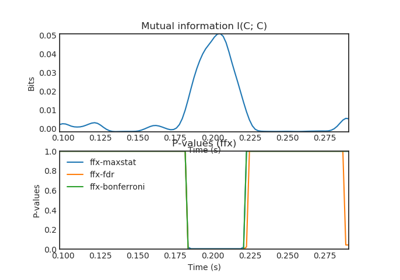 Mutual information I(C; C)
0.05
0.04
0.03
0.02
0.01
0.00
Bits
0.100 0.125 0.150 0.175 0.200 0.225 0.250 0.275
Time (s)
P-values (ffx)
1.0
0.8
0.6
0.4
0.2
0.0
P-values
ffx-maxstat
ffx-fdr
ffx-bonferroni
0.100 0.125 0.150 0.175 0.200 0.225 0.250 0.275
Time (s)